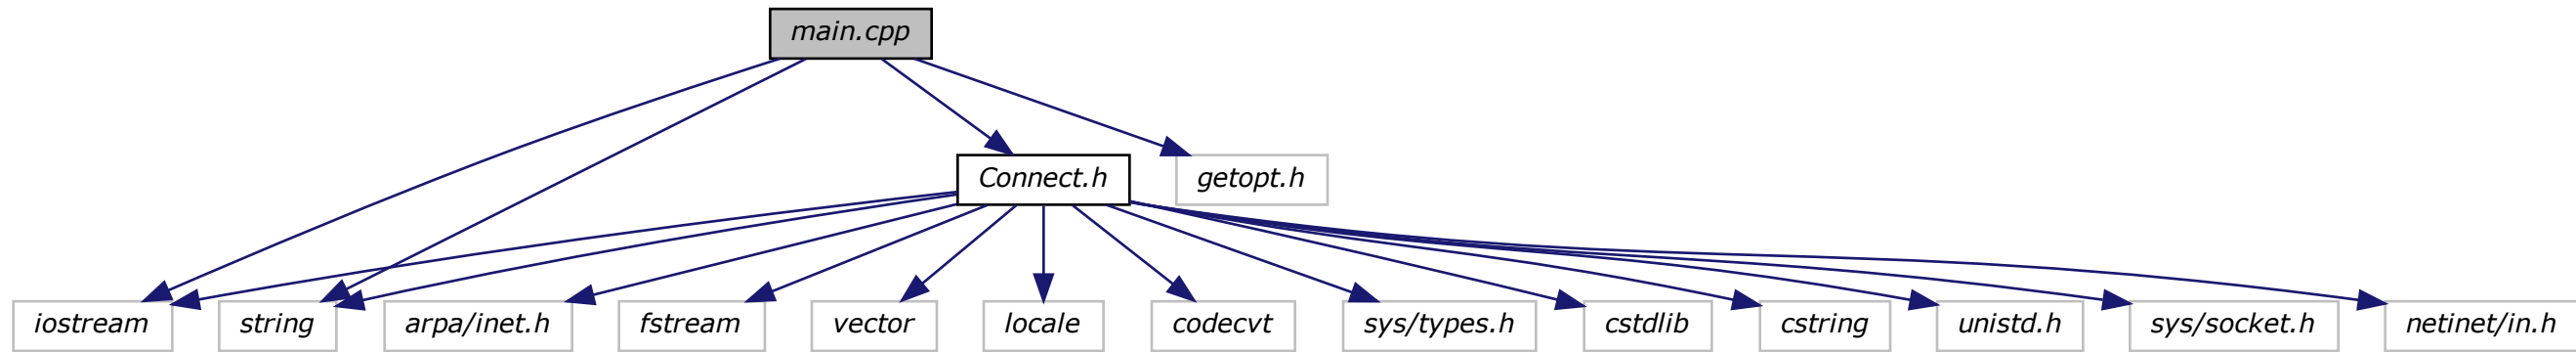 main.cpp
Connect.h
getopt.h
iostream
string
arpa/inet.h
fstream
vector
locale
codecvt
sys/types.h
cstdlib
cstring
unistd.h
sys/socket.h
netinet/in.h